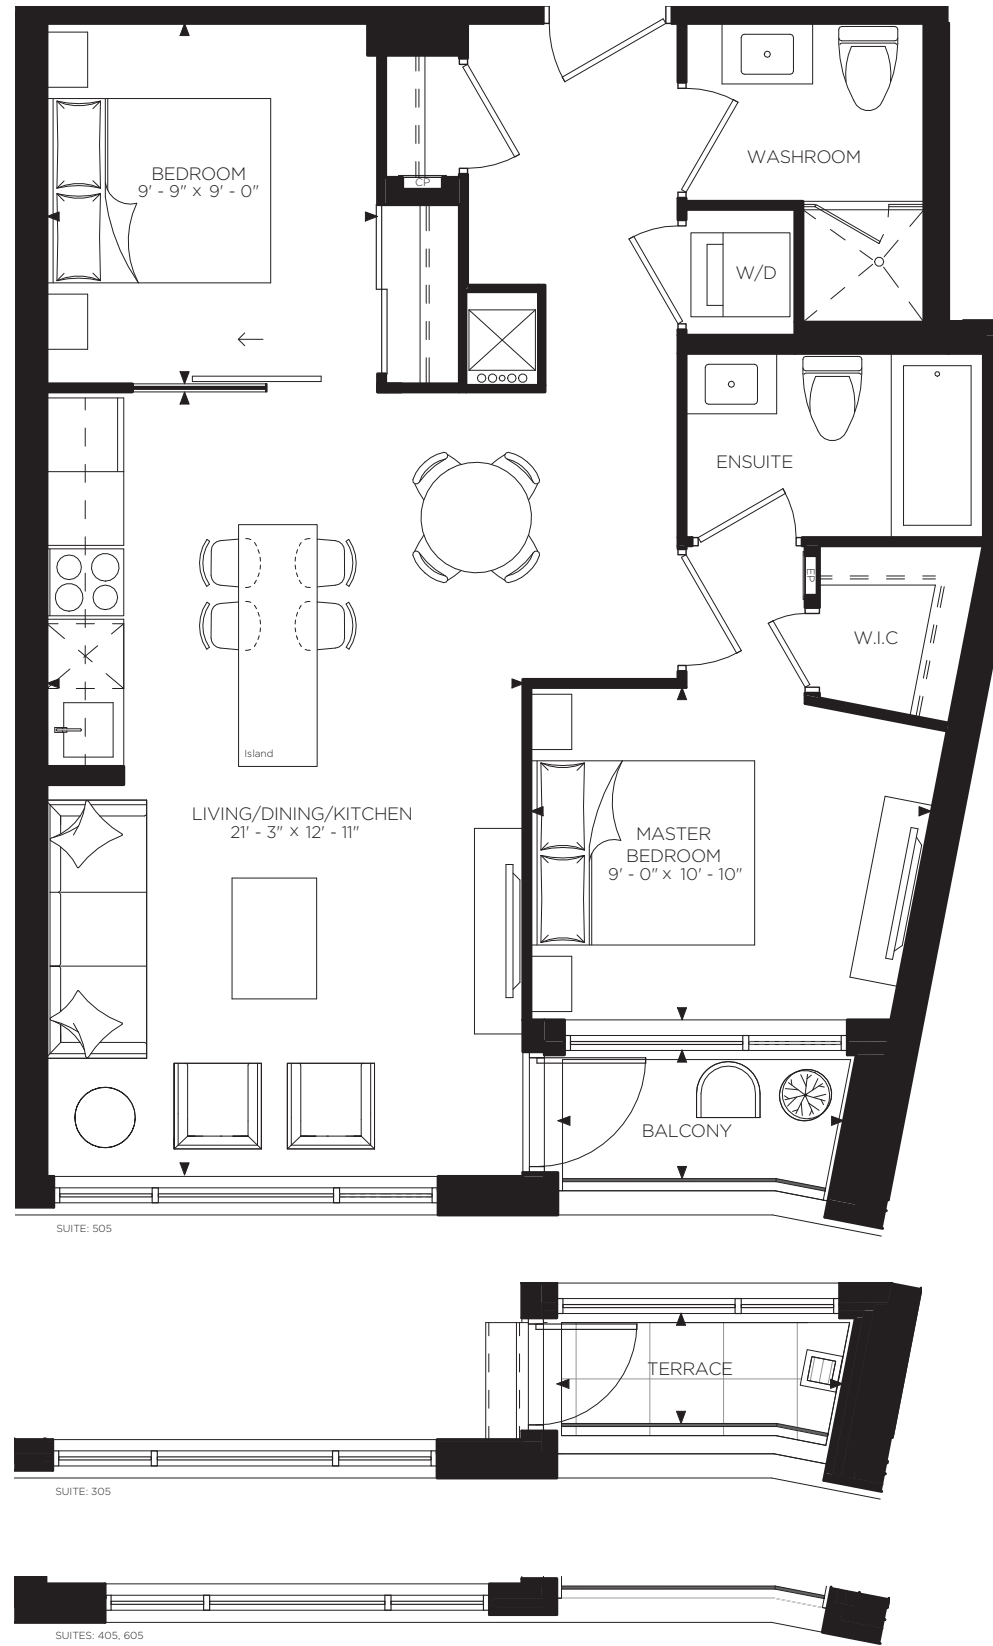 WASHROOM
BEDROOM
9' - 9" x 9' - 0"
CP
W/D
ENSUITE
EP
W.I.C
Island
LIVING/DINING/KITCHEN
21' - 3" x 12' - 11"
MASTER
BEDROOM
9' - 0" x 10' - 10"
BALCONY
SUITE: 505
TERRACE
SUITE: 305
SUITES: 405, 605